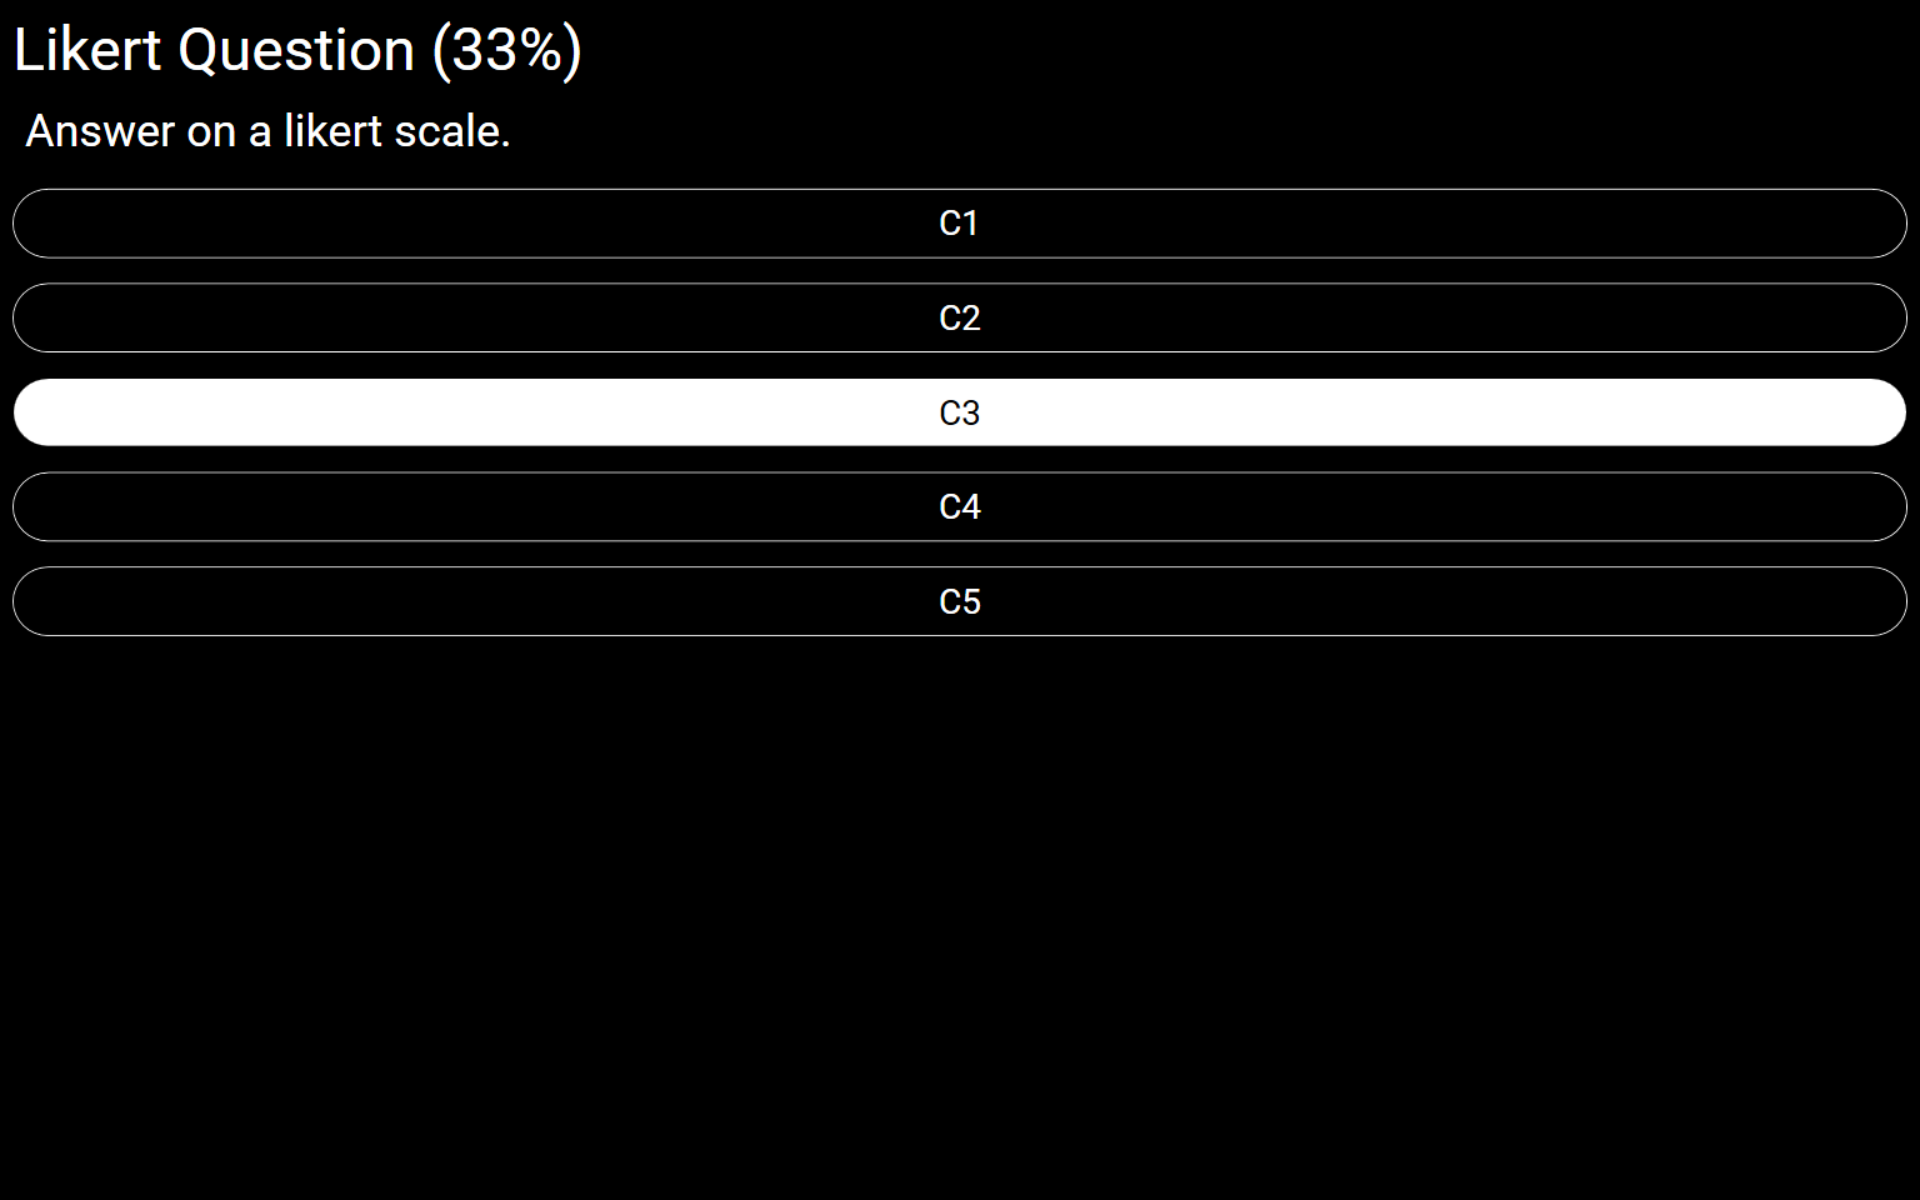 Likert Question (33%)
Answer on a likert scale.
C1
C2
C3
C4
C5